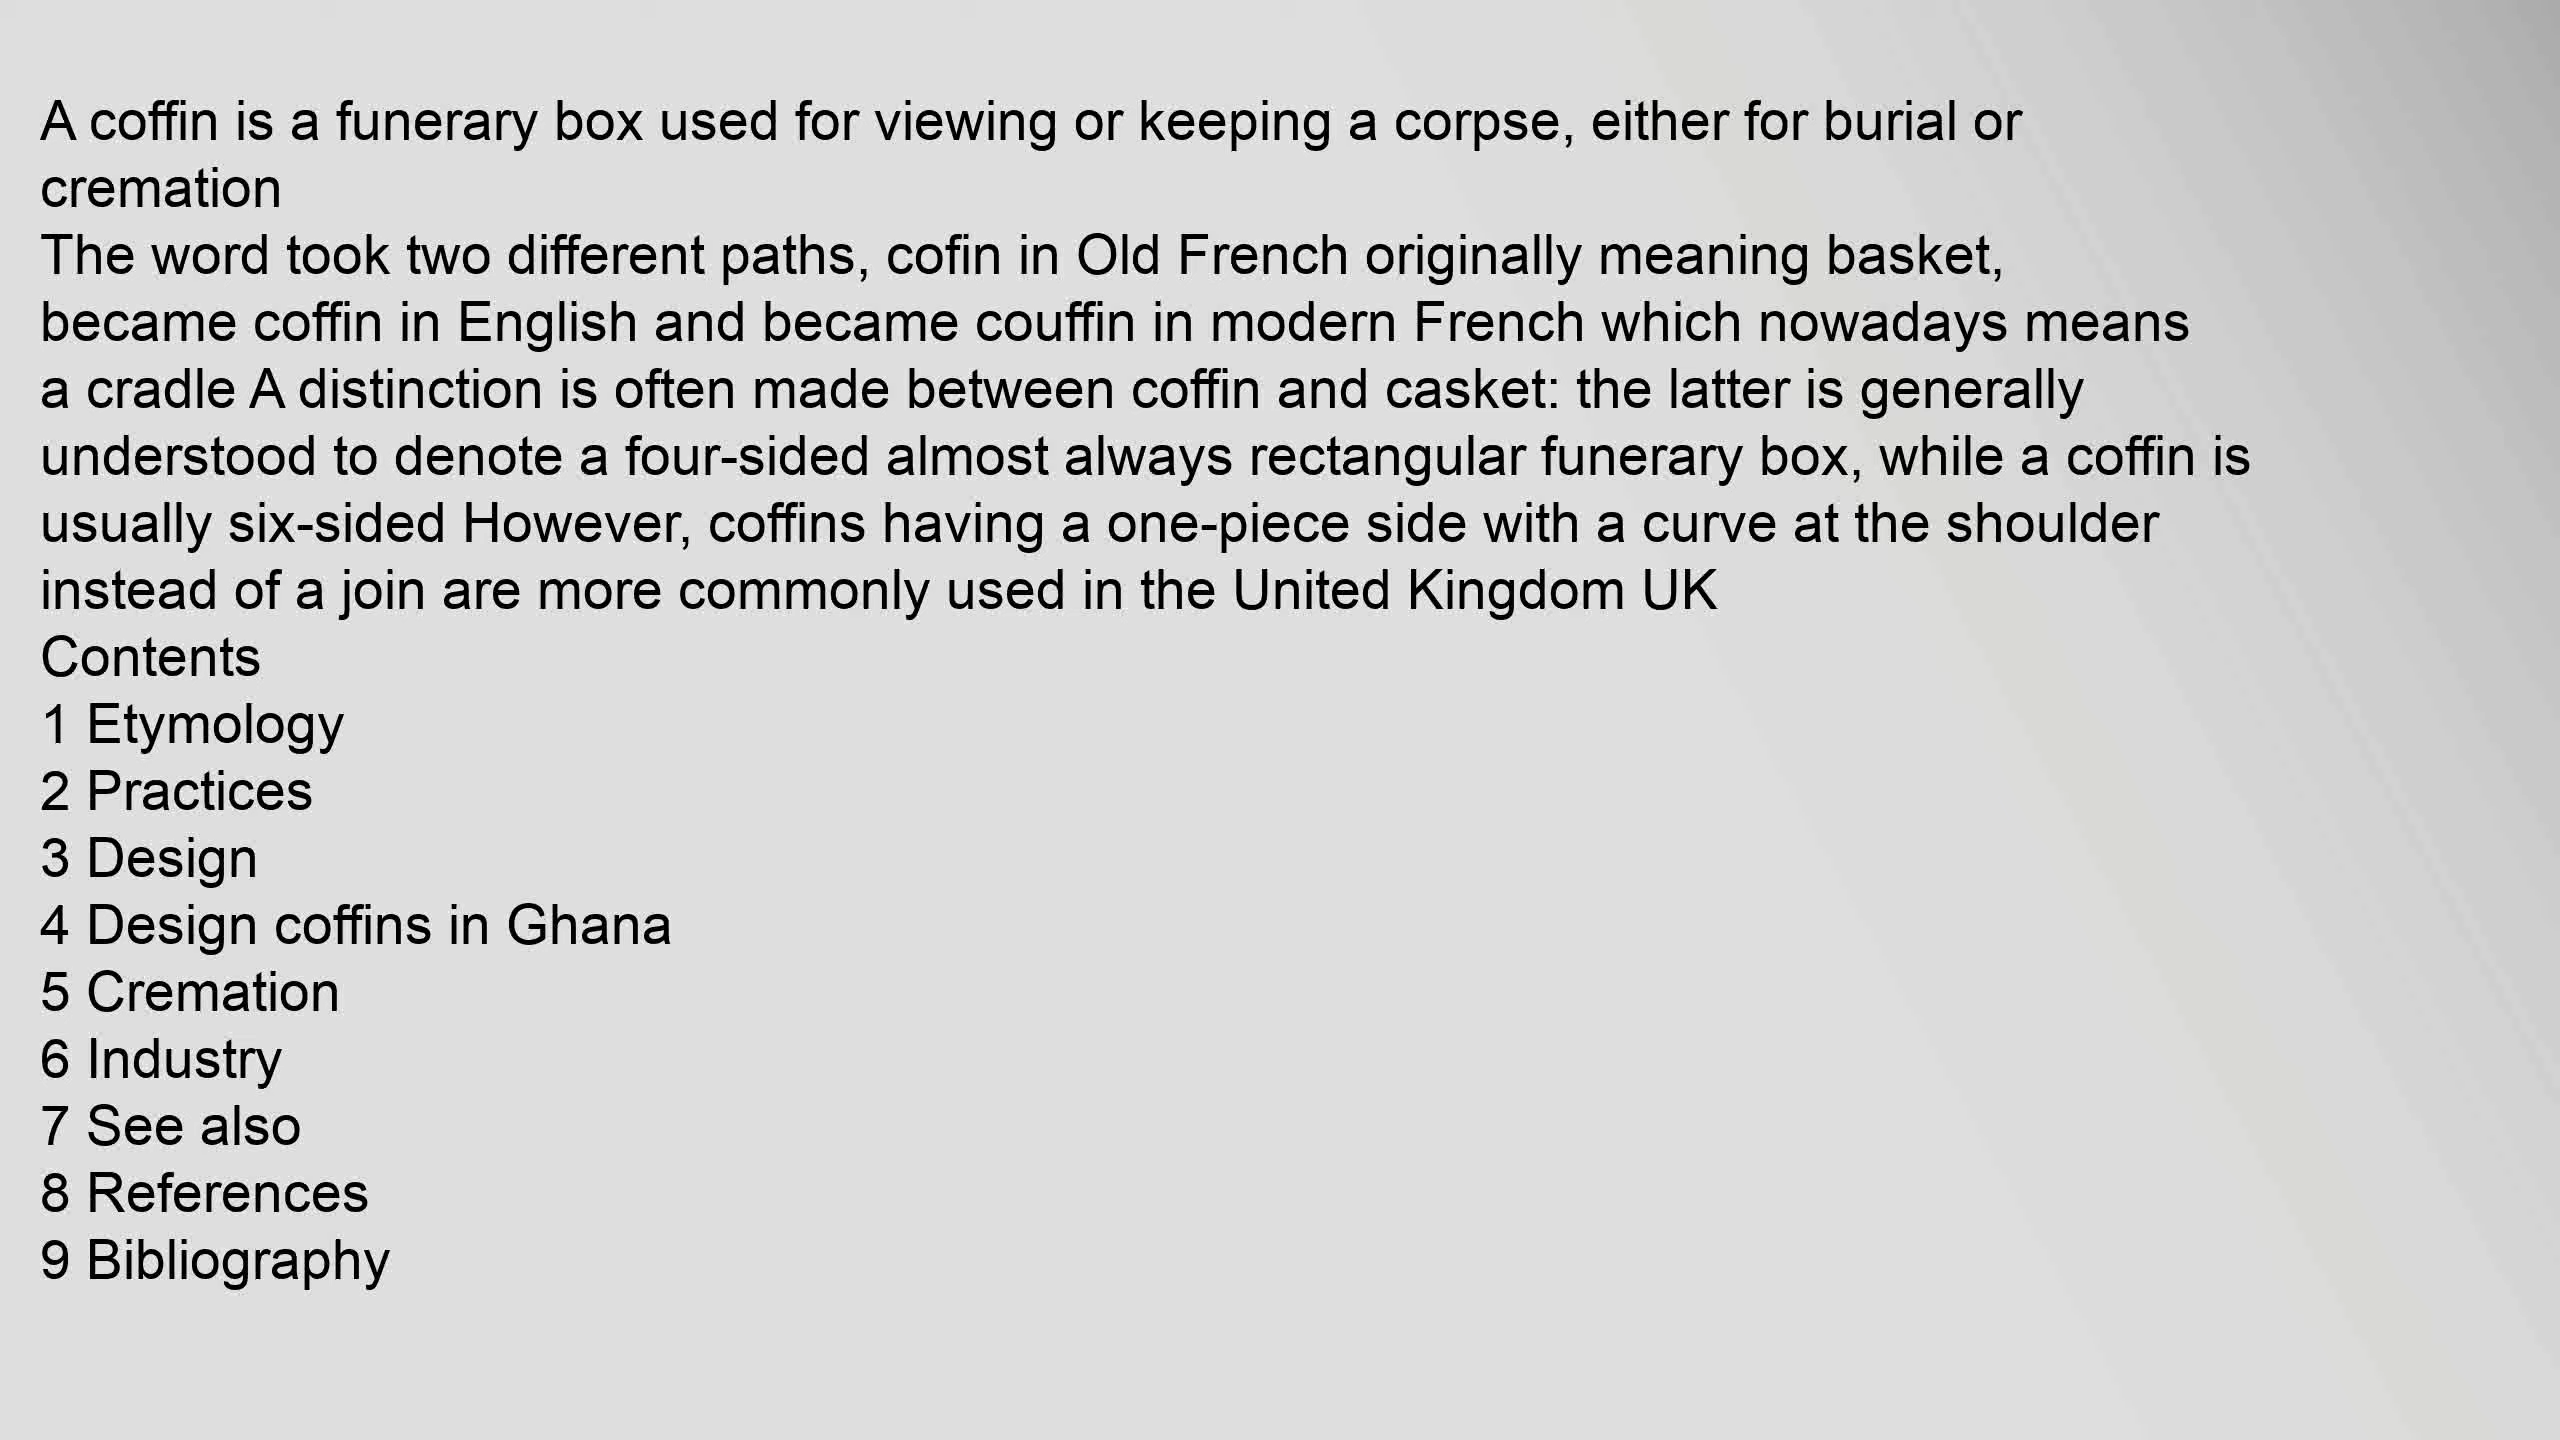 A coffin is a funerary box used for viewing or keeping a corpse, either for burial or
cremation
The word took two different paths, cofin in Old French originally meaning basket,
became coffin in English and became couffin in modern French which nowadays means
a cradle A distinction is often made between coffin and casket: the latter is generally
understood to denote a four-sided almost always rectangular funerary box, while a coffin is
usually six-sided However, coffins having a one-piece side with a curve at the shoulder
instead of a join are more commonly used in the United Kingdom UK
Contents
1 Etymology
2 Practices
3 Design
4 Design coffins in Ghana
5 Cremation
6 Industry
7 See also
8 References
9 Bibliography